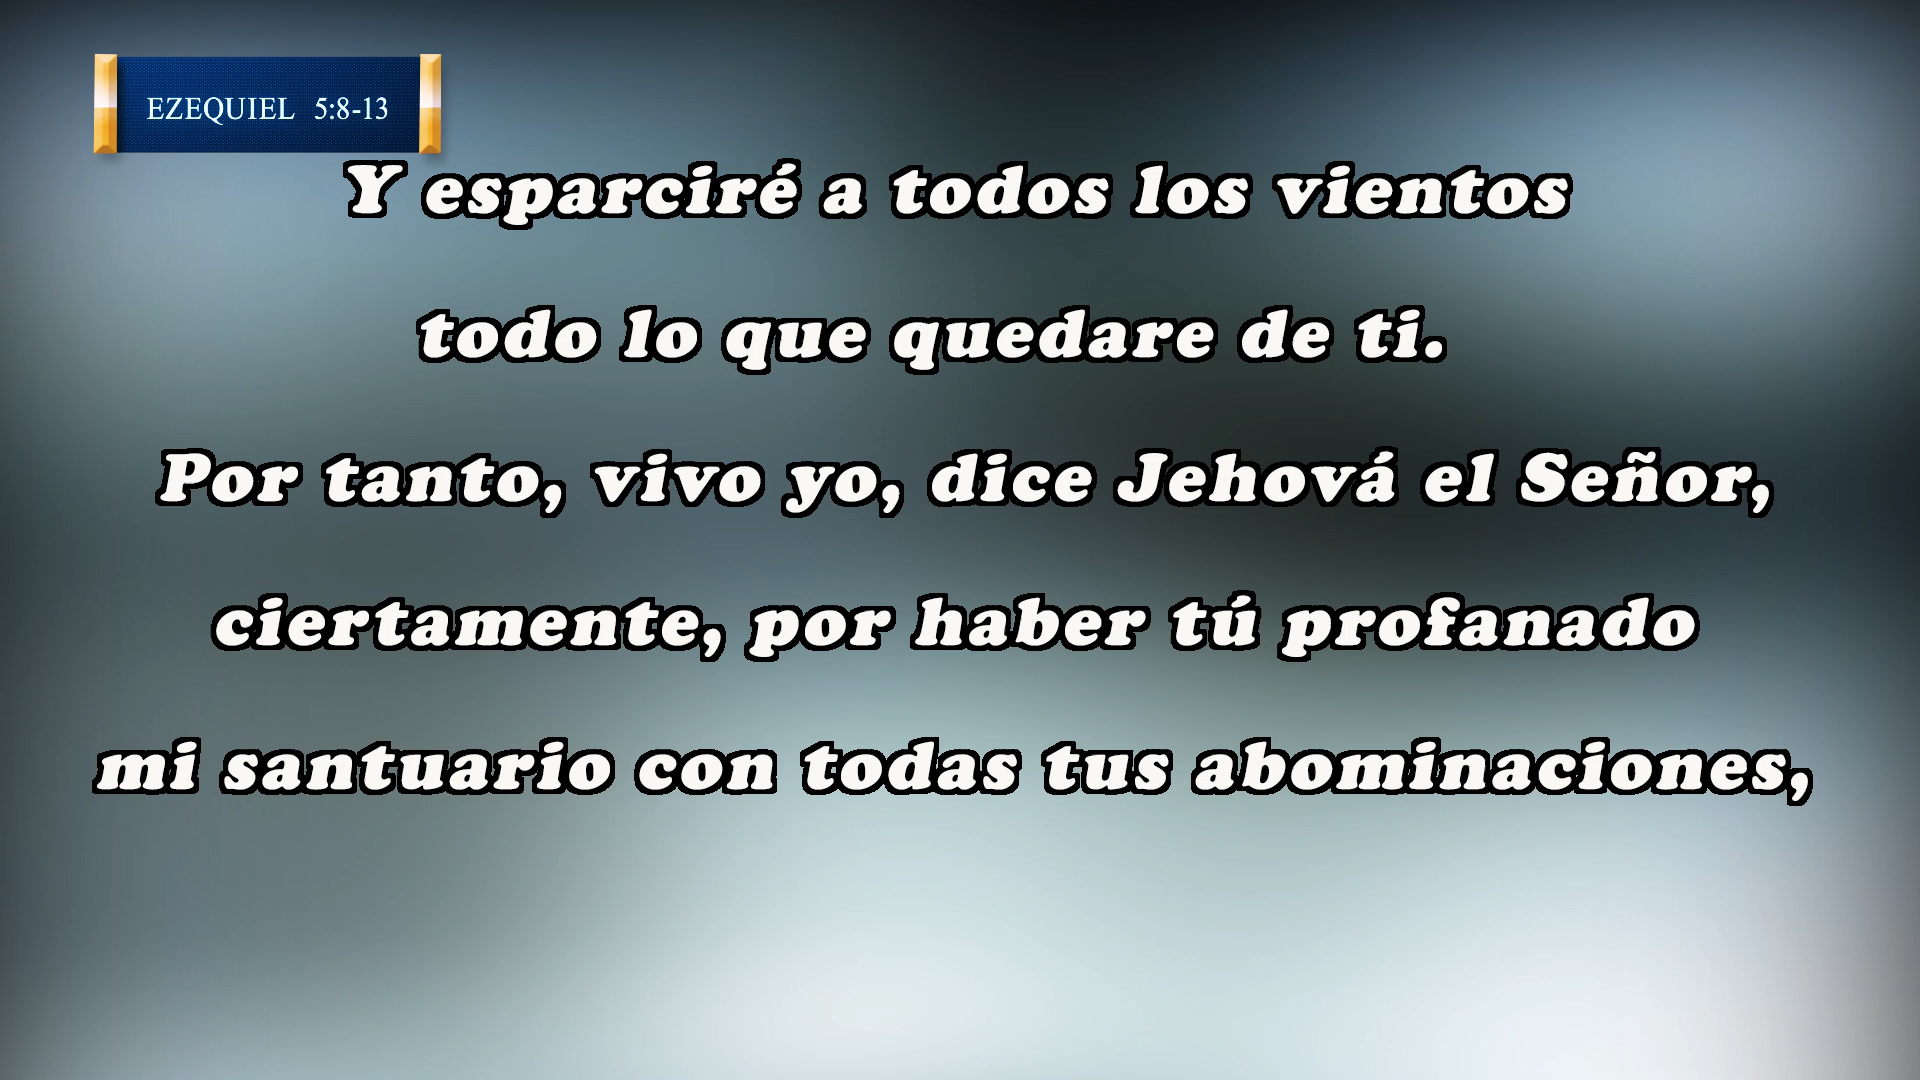 EZEQUIEL 5:8-13
Y esparciré a todos los vientos
todo lo que quedare de ti.
Por tanto, vivo yo, dice Jehová el Señor,
ciertamente, por haber tú profanado
mi santuario con todas tus abominaciones,